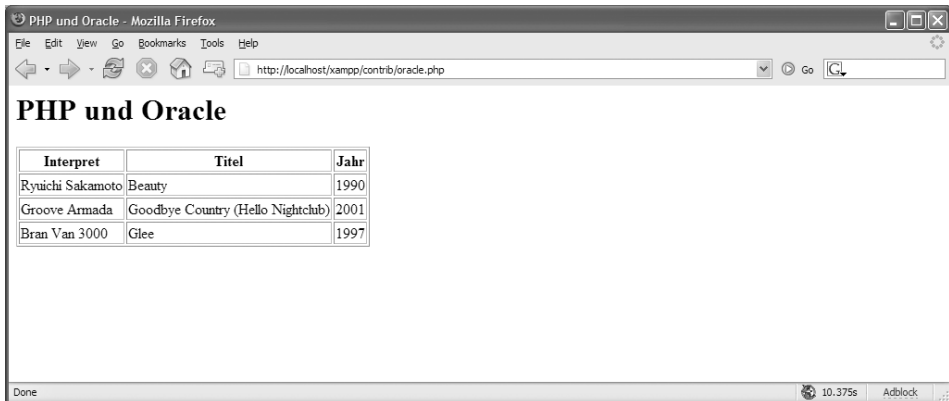 PHP und Oracle - Mozilla Firefox
File Edit View Go Bookmarks Tools Help
http://localhost/xampp/contrib/oracle.php Go G
PHP und Oracle
Interpret Titel Jahr
Ryuichi Sakamoto Beauty 1990
Groove Armada Goodbye Country (Hello Nightclub) 2001
Bran Van 3000 Glee 1997
Done 10.375s Adblock